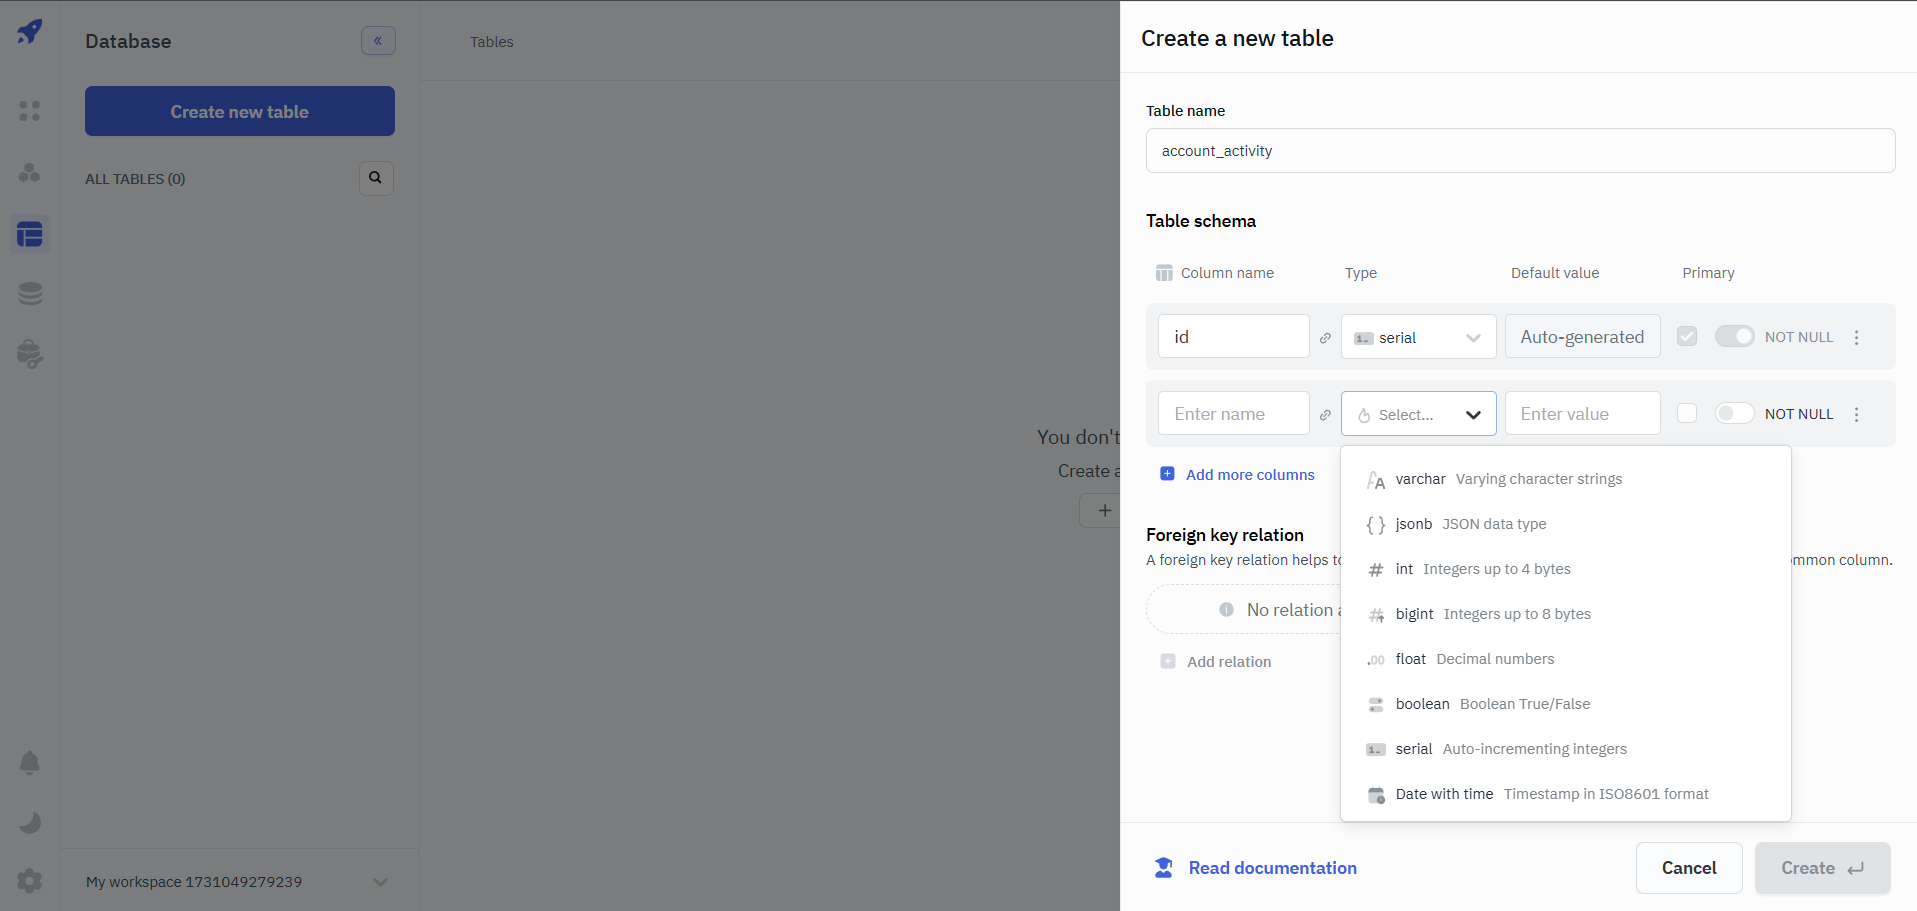 Database
«
Create new table
ALL TABLES (0)
My workspace 1731049279239
Tables
You don't
Create a
+
Create a new table
Table name
account_activity
Table schema
Column name Type Default value Primary
id serial Auto-generated NOT NULL
Enter name Select... Enter value NOT NULL
Add more columns
varchar Varying character strings
jsonb JSON data type
int Integers up to 4 bytes
bigint Integers up to 8 bytes
float Decimal numbers
boolean Boolean True/False
serial Auto-incrementing integers
Date with time Timestamp in ISO8601 format
Foreign key relation
A foreign key relation helps to mmon column.
No relation a
Add relation
Read documentation
Cancel
Create